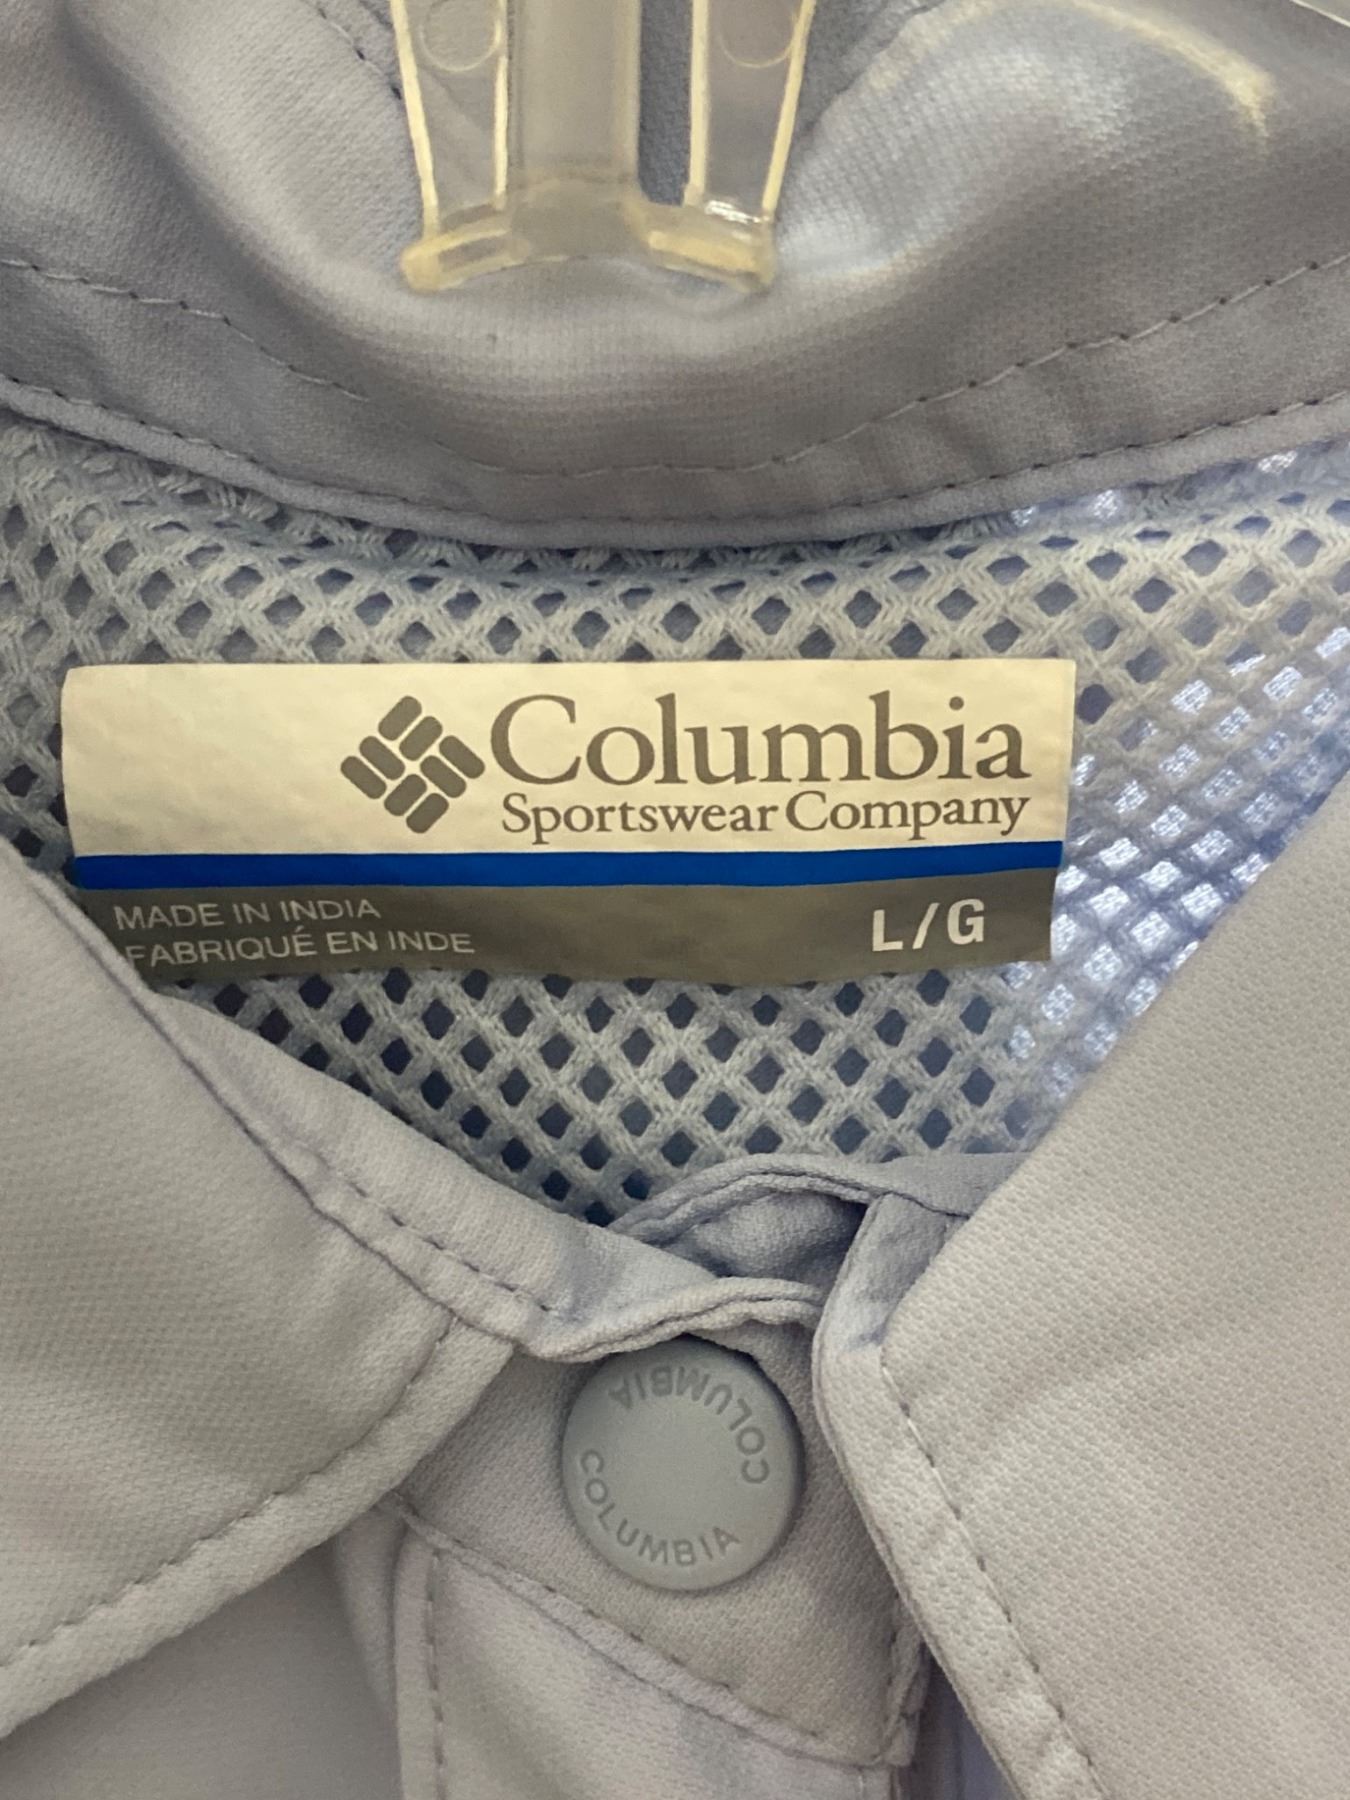 Columbia
Sportswear Company
MADE IN INDIA
FABRIQUÉ EN INDE
L/G
COLUMBIA
COLUMBIA